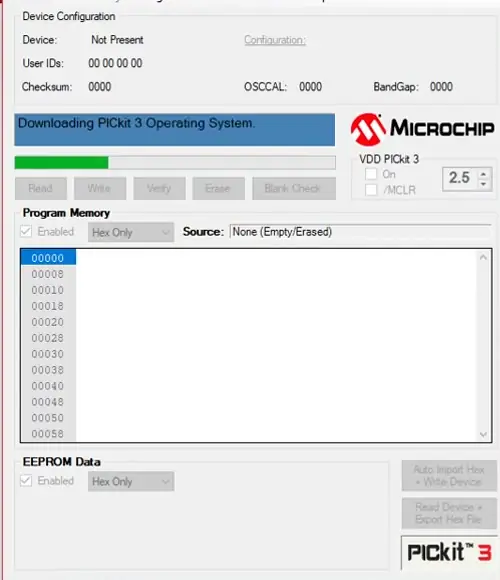 Device Configuration
Device: Not Present Configuration:
User IDs: 00 00 00 00
Checksum: 0000 OSCCAL: 0000 BandGap: 0000
Downloading PICkit 3 Operating System.
MICROCHIP
VDD PICkit 3
On
/MCLR
2.5
Read Write Verify Erase Blank Check
Program Memory
Enabled Hex Only Source: None (Empty/Erased)
00000
00008
00010
00018
00020
00028
00030
00038
00040
00048
00050
00058
EEPROM Data
Enabled Hex Only
Auto Import Hex
+ Write Device
Read Device +
Export Hex File
PICkit™ 3